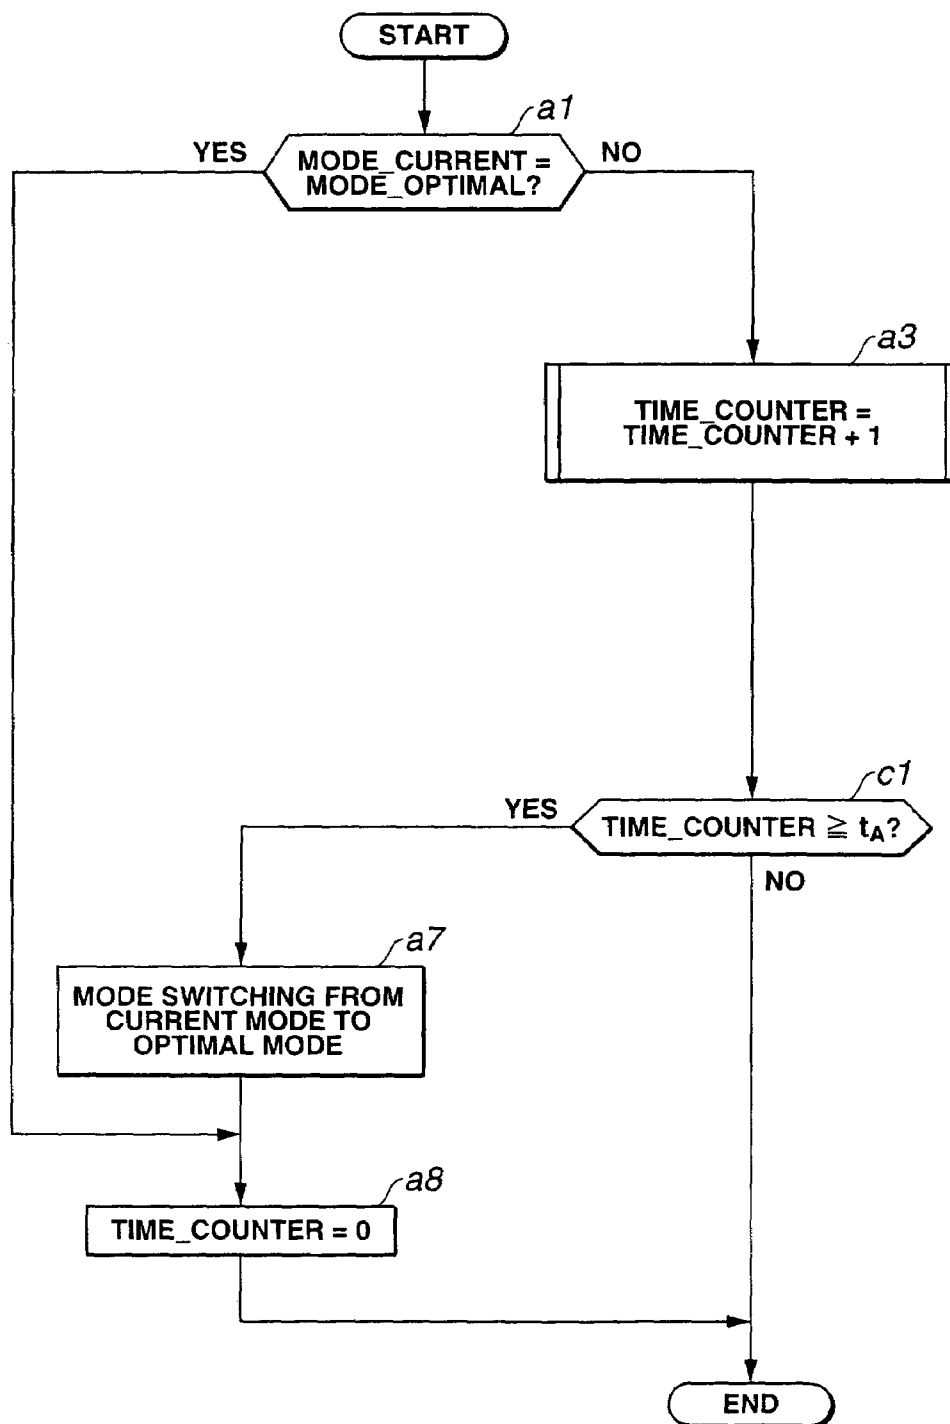 START
a1
YES
MODE_CURRENT =
MODE_OPTIMAL?
NO
a3
TIME_COUNTER =
TIME_COUNTER + 1
c1
YES
TIME_COUNTER ≧ tA?
NO
a7
MODE SWITCHING FROM
CURRENT MODE TO
OPTIMAL MODE
a8
TIME_COUNTER = 0
END